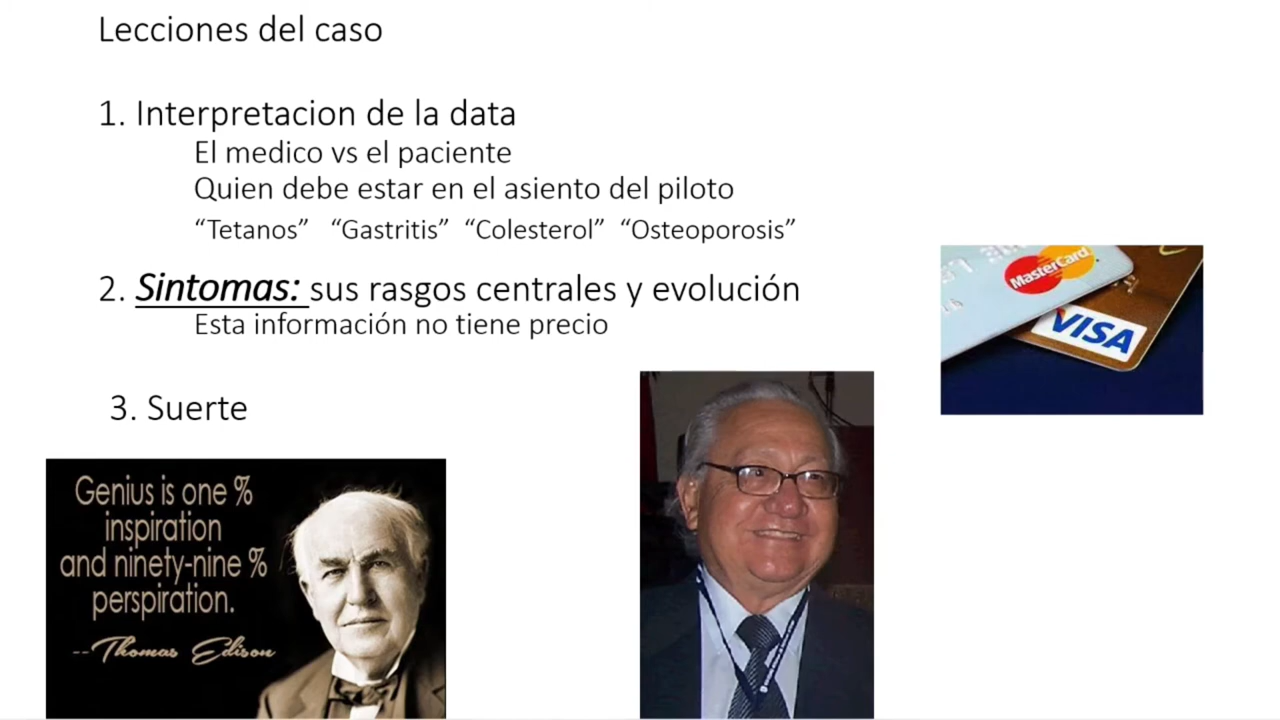 Lecciones del caso
1. Interpretacion de la data
El medico vs el paciente
Quien debe estar en el asiento del piloto
“Tetanos” “Gastritis” “Colesterol” “Osteoporosis”
2. Sintomas: sus rasgos centrales y evolución
Esta información no tiene precio
MasterCard
VISA
3. Suerte
Genius is one %
inspiration
and ninety-nine %
perspiration.
--Thomas Edison